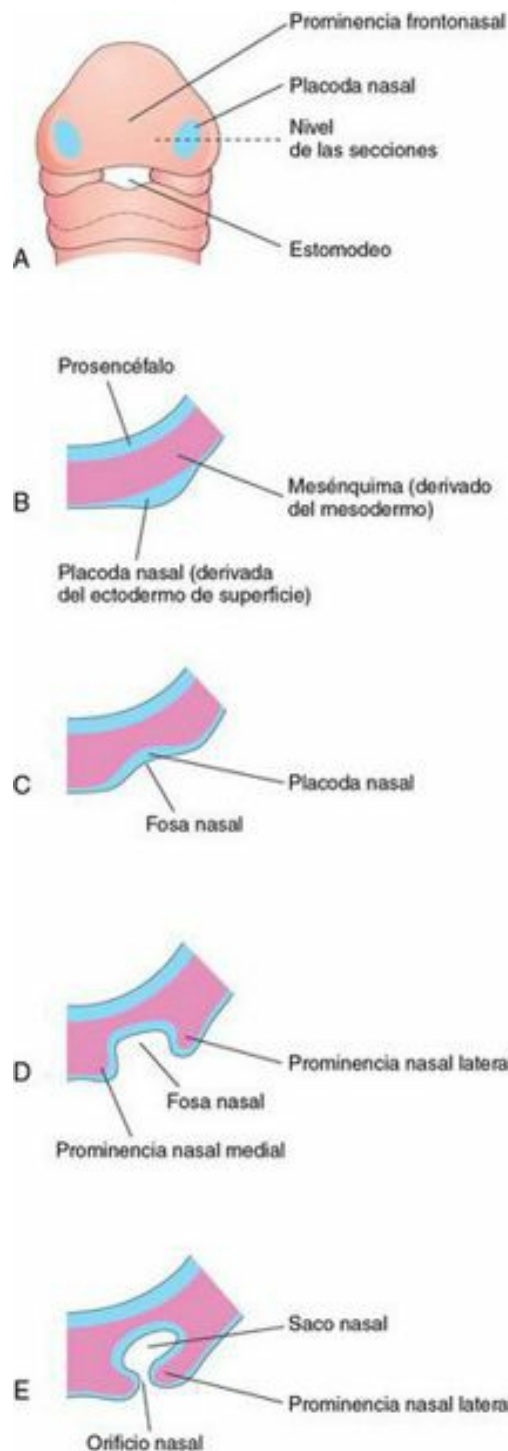 Prominencia frontonasal
Placoda nasal
Nivel
de las secciones
Estomodeo
A
Prosencéfalo
Mesénquima (derivado
del mesodermo)
B
Placoda nasal (derivada
del ectodermo de superficie)
Placoda nasal
C
Fosa nasal
Prominencia nasal latera
D
Fosa nasal
Prominencia nasal medial
Saco nasal
Prominencia nasal latera
E
Orificio nasal